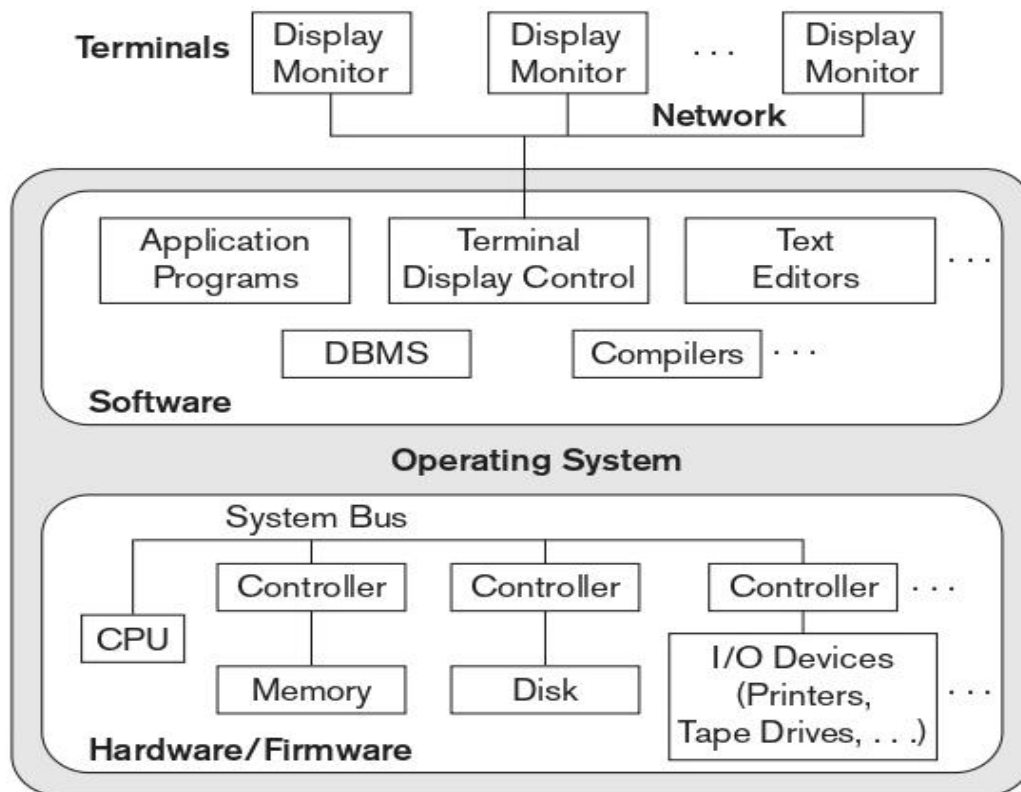 Terminals
Display
Monitor
Display
Monitor
. . .
Display
Monitor
Network
Application
Programs
Terminal
Display Control
Text
Editors
. . .
DBMS
Compilers
. . .
Software
Operating System
System Bus
Controller
Controller
Controller
. . .
CPU
Memory
Disk
I/O Devices
(Printers,
Tape Drives, . . .)
. . .
Hardware/Firmware